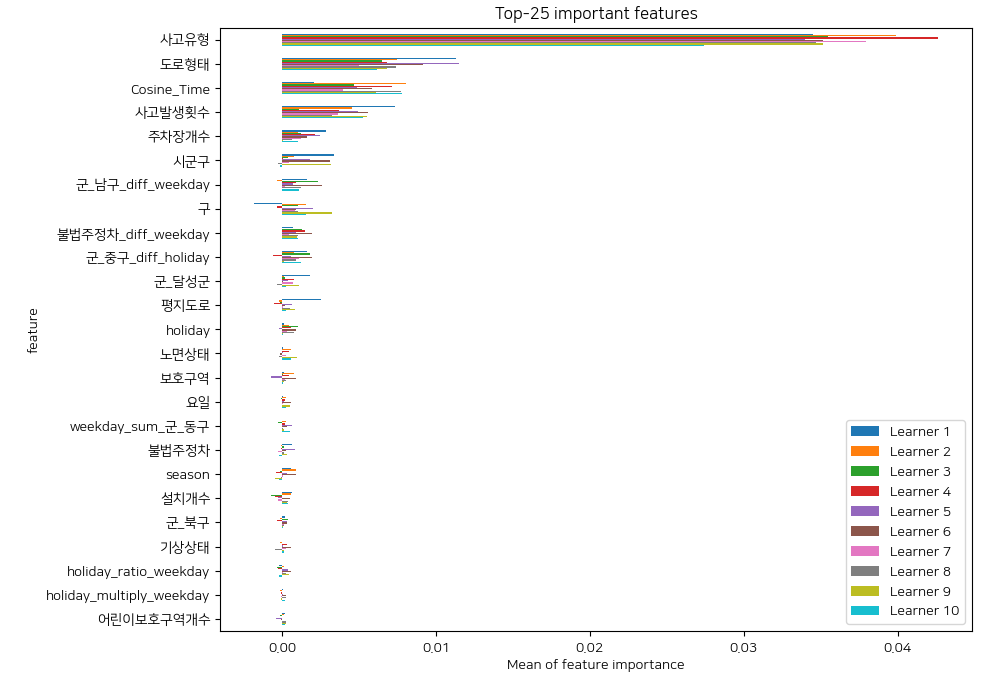 Top-25 important features
feature
사고유형
도로형태
Cosine_Time
사고발생횟수
주차장개수
시군구
군_남구_diff_weekday
구
불법주정차_diff_weekday
군_중구_diff_holiday
군_달성군
평지도로
holiday
노면상태
보호구역
요일
weekday_sum_군_동구
불법주정차
season
설치개수
군_북구
기상상태
holiday_ratio_weekday
holiday_multiply_weekday
어린이보호구역개수
Learner 1
Learner 2
Learner 3
Learner 4
Learner 5
Learner 6
Learner 7
Learner 8
Learner 9
Learner 10
0.00 0.01 0.02 0.03 0.04
Mean of feature importance